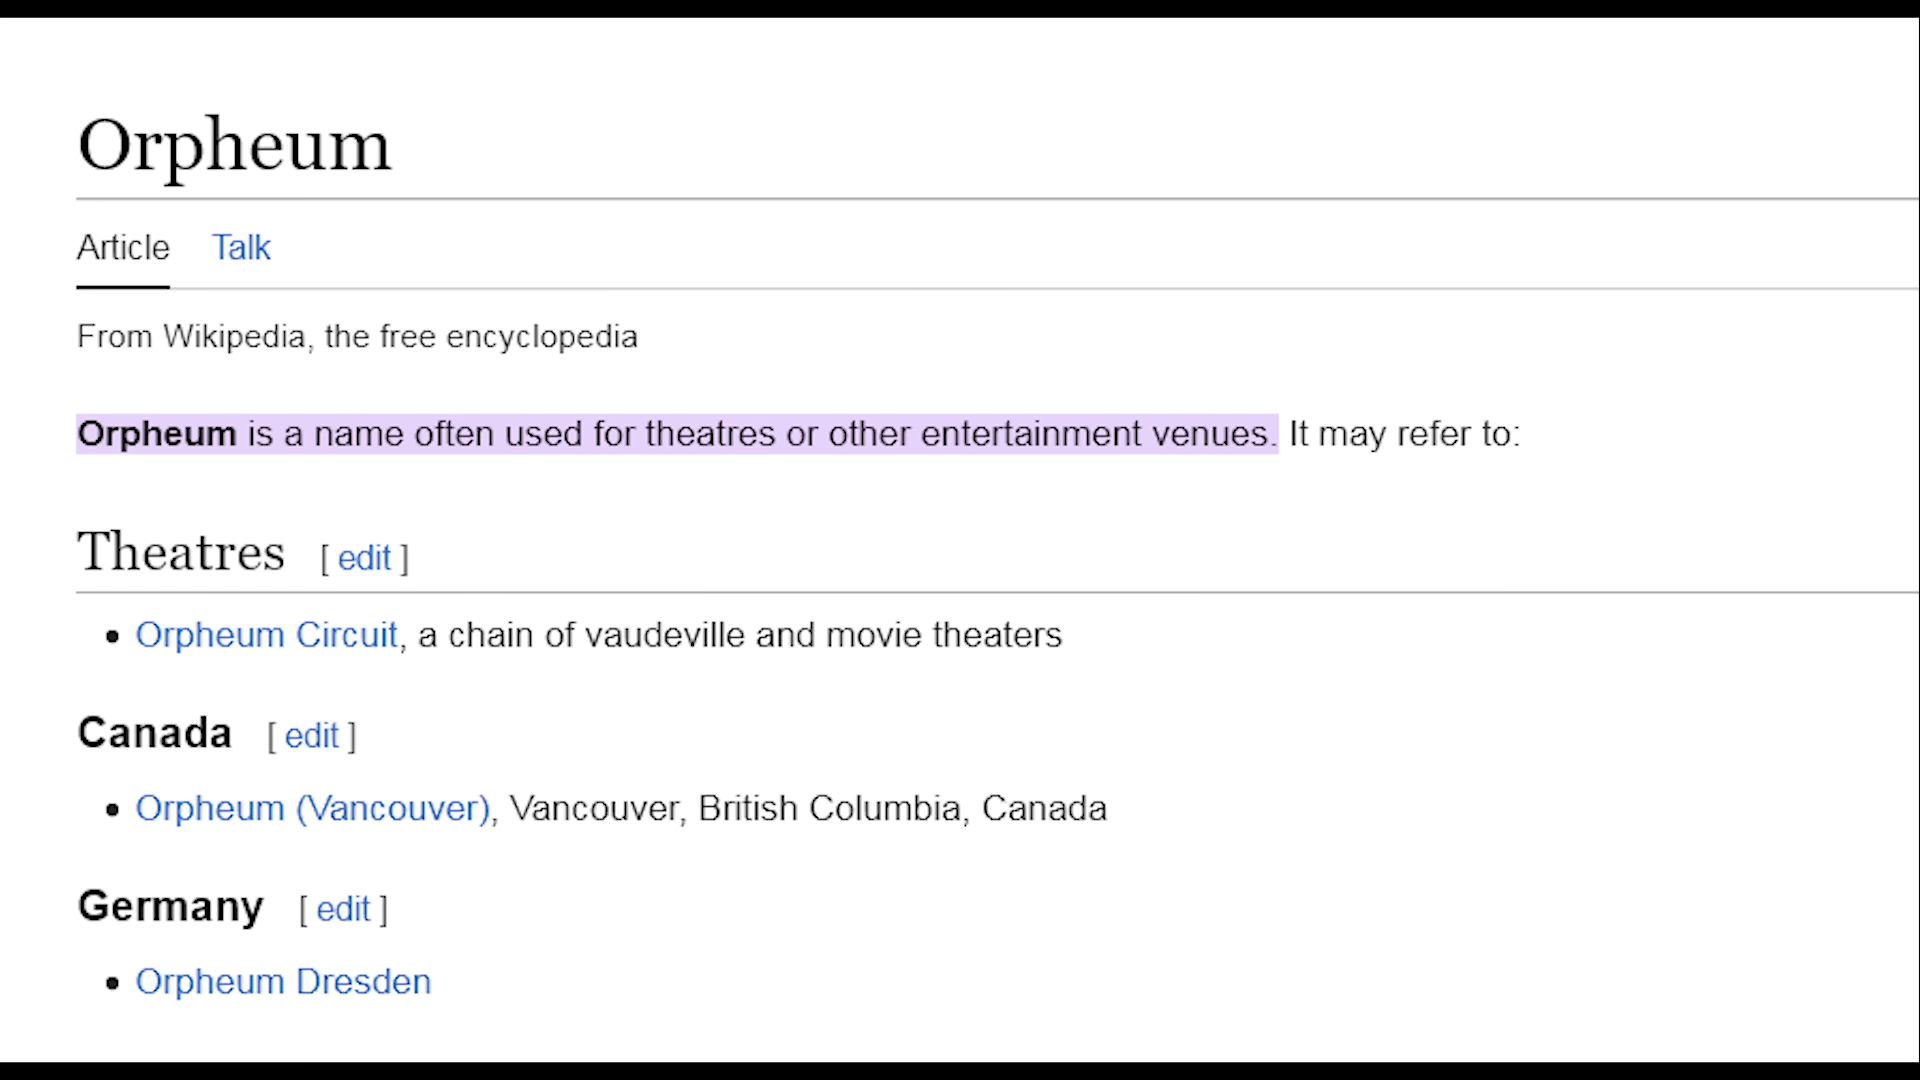 Orpheum
Article Talk
From Wikipedia, the free encyclopedia
Orpheum is a name often used for theatres or other entertainment venues. It may refer to:
Theatres [ edit ]
• Orpheum Circuit, a chain of vaudeville and movie theaters
Canada [ edit ]
• Orpheum (Vancouver), Vancouver, British Columbia, Canada
Germany [ edit ]
• Orpheum Dresden